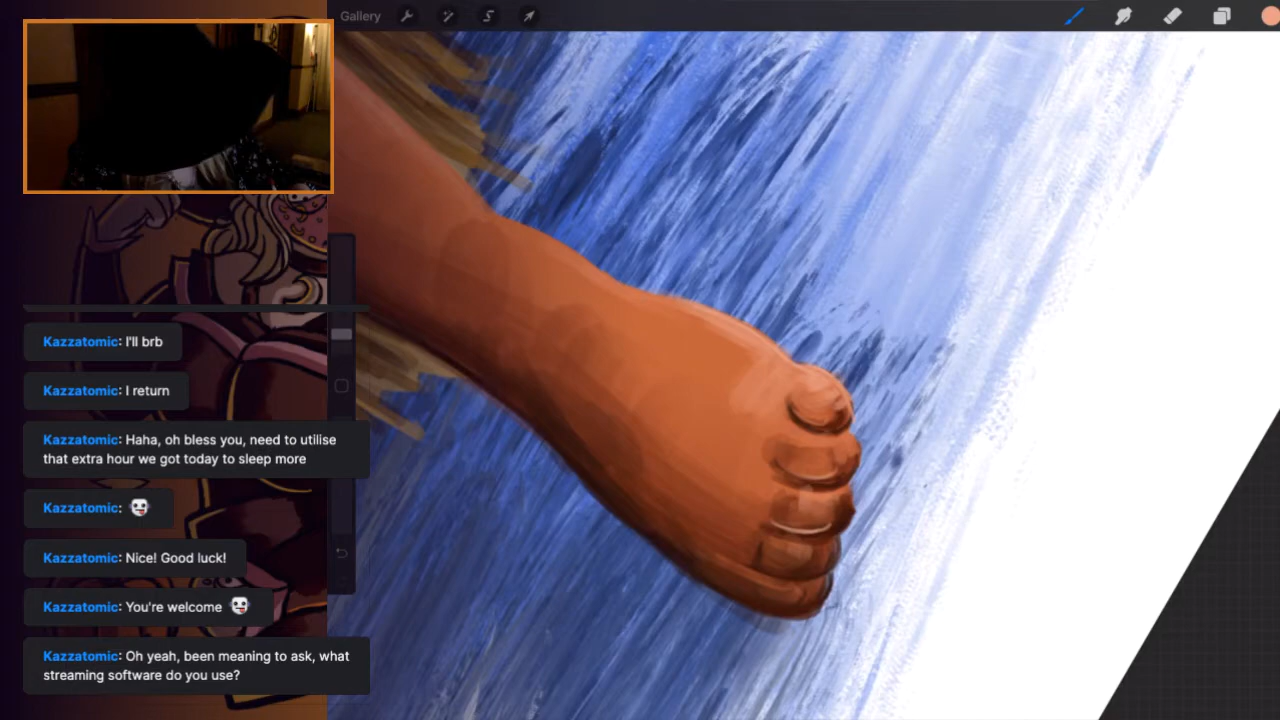 Gallery
Kazzatomic: I'll brb
Kazzatomic: I return
Kazzatomic: Haha, oh bless you, need to utilise
that extra hour we got today to sleep more
Kazzatomic:
Kazzatomic: Nice! Good luck!
Kazzatomic: You're welcome
Kazzatomic: Oh yeah, been meaning to ask, what
streaming software do you use?